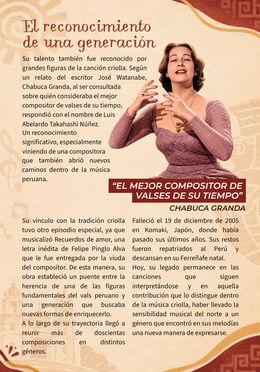 El reconocimiento
de una generación
Su talento también fue reconocido por
grandes figuras de la canción criolla. Según
un relato del escritor José Watanabe,
Chabuca Granda, al ser consultada
sobre quién consideraba el mejor
compositor de valses de su tiempo,
respondió con el nombre de Luis
Abelardo Takahashi Núñez.
Un reconocimiento
significativo, especialmente
viniendo de una compositora
que también abrió nuevos
caminos dentro de la música
peruana.
"EL MEJOR COMPOSITOR DE
VALSES DE SU TIEMPO"
CHABUCA GRANDA
Su vínculo con la tradición criolla
tuvo otro episodio especial, ya que
musicalizó Recuerdos de amor, una
letra inédita de Felipe Pinglo Alva
que le fue entregada por la viuda
del compositor. De esta manera, su
obra estableció un puente entre la
herencia de una de las figuras
fundamentales del vals peruano y
una generación que buscaba
nuevas formas de enriquecerlo.
A lo largo de su trayectoria llegó a
reunir más de doscientas
composiciones en distintos
géneros.
Falleció el 19 de diciembre de 2005
en Komaki, Japón, donde había
pasado sus últimos años. Sus restos
fueron repatriados al Perú y
descansan en su Ferreñafe natal.
Hoy, su legado permanece en las
canciones que siguen
interpretándose y en aquella
contribución que lo distingue dentro
de la música criolla, haber llevado la
sensibilidad musical del norte a un
género que encontró en sus melodías
una nueva manera de expresarse.